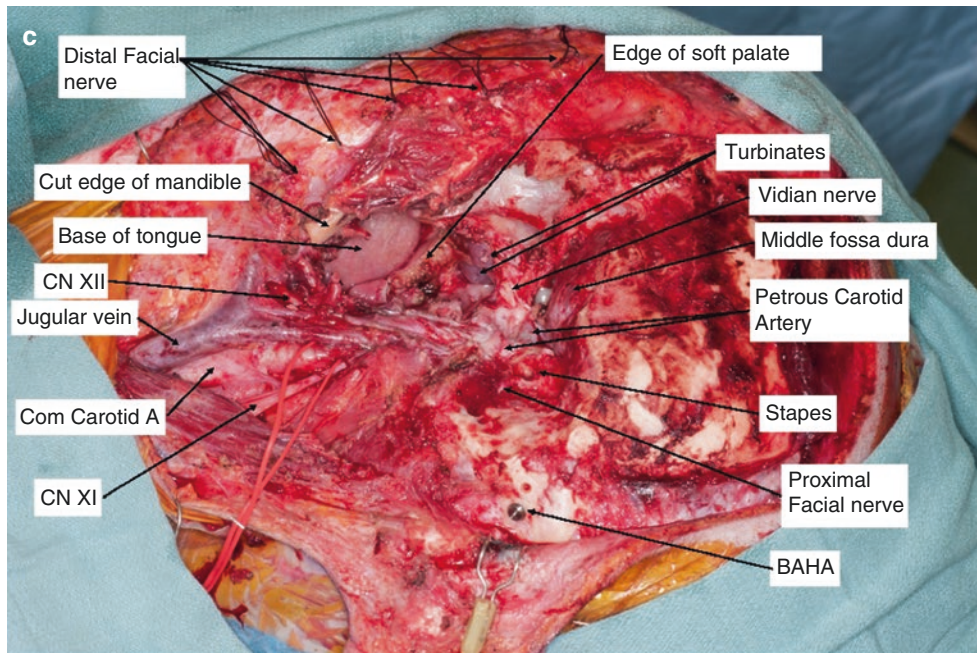 c
Distal Facial
nerve
Edge of soft palate
Turbinates
Cut edge of mandible
Vidian nerve
Base of tongue
Middle fossa dura
CN XII
Petrous Carotid
Artery
Jugular vein
Com Carotid A
Stapes
CN XI
Proximal
Facial nerve
BAHA